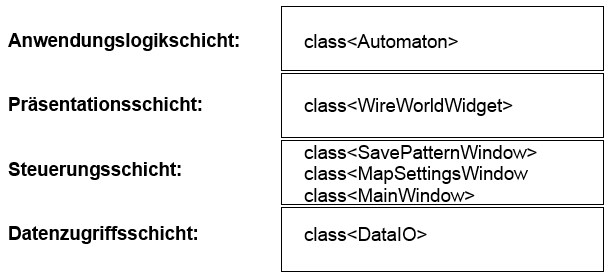 Anwendungslogikschicht: class<Automaton>
Präsentationsschicht: class<WireWorldWidget>
Steuerungsschicht: class<SavePatternWindow>
class<MapSettingsWindow
class<MainWindow>
Datenzugriffsschicht: class<DataIO>